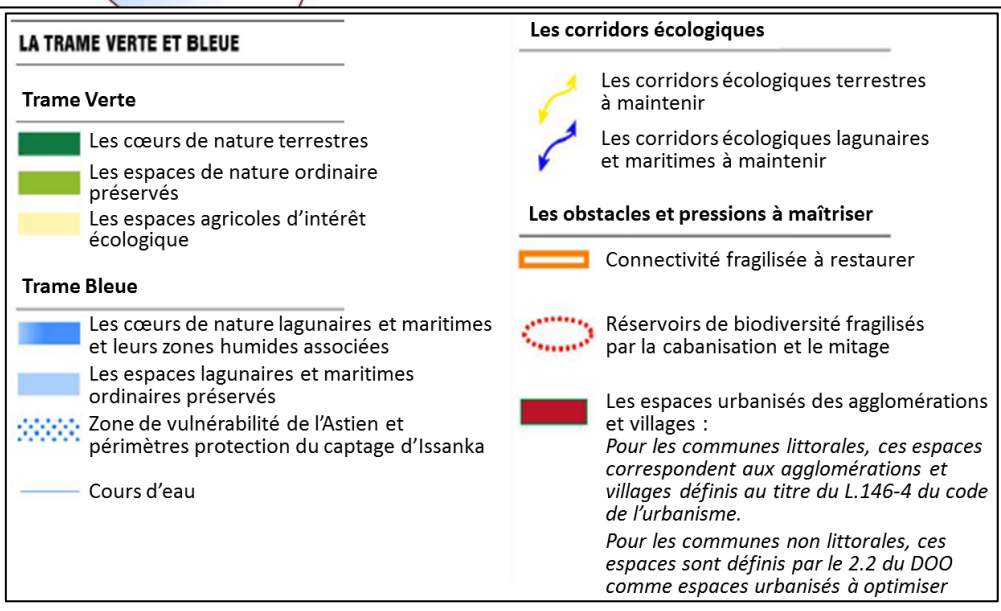 LA TRAME VERTE ET BLEUE
Trame Verte
Les cœurs de nature terrestres
Les espaces de nature ordinaire
préservés
Les espaces agricoles d’intérêt
écologique
Trame Bleue
Les cœurs de nature lagunaires et maritimes
et leurs zones humides associées
Les espaces lagunaires et maritimes
ordinaires préservés
Zone de vulnérabilité de l’Astien et
périmètres protection du captage d’Issanka
Cours d’eau
Les corridors écologiques
Les corridors écologiques terrestres
à maintenir
Les corridors écologiques lagunaires
et maritimes à maintenir
Les obstacles et pressions à maîtriser
Connectivité fragilisée à restaurer
Réservoirs de biodiversité fragilisés
par la cabanisation et le mitage
Les espaces urbanisés des agglomérations
et villages :
Pour les communes littorales, ces espaces
correspondent aux agglomérations et
villages définis au titre du L.146-4 du code
de l’urbanisme.
Pour les communes non littorales, ces
espaces sont définis par le 2.2 du DOO
comme espaces urbanisés à optimiser